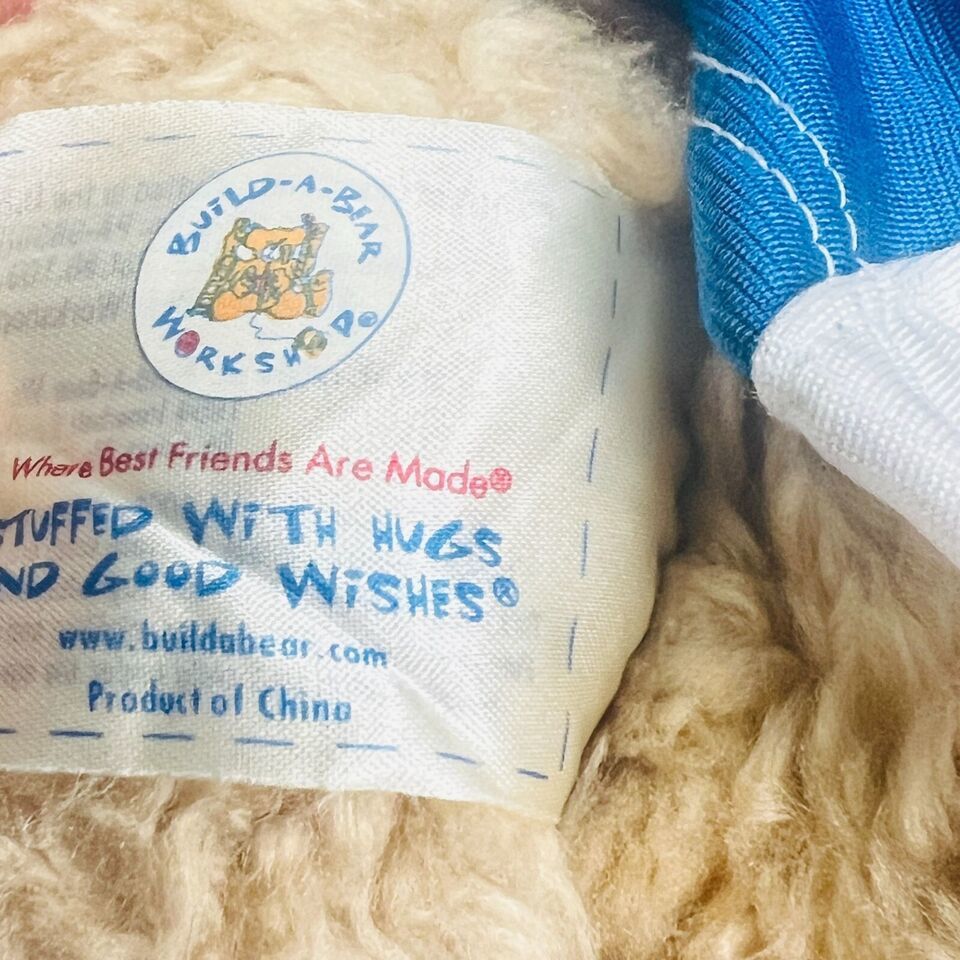 BUiLD-A-BEAR
WORKSHOP®
Where Best Friends Are Made®
STUFFED WiTH HUGS
ND GOOD WiSHES®
www.buildabear.com
Product of China